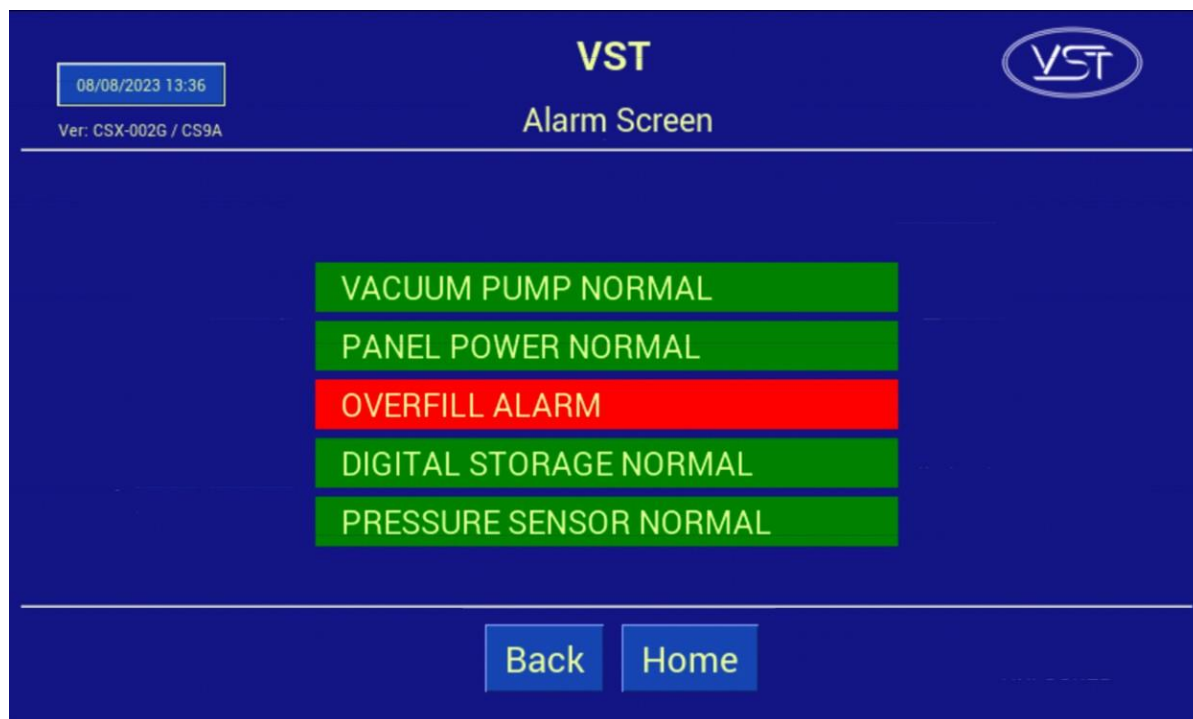 VST
VST
08/08/2023 13:36
Alarm Screen
Ver: CSX-002G / CS9A
VACUUM PUMP NORMAL
PANEL POWER NORMAL
OVERFILL ALARM
DIGITAL STORAGE NORMAL
PRESSURE SENSOR NORMAL
Back
Home